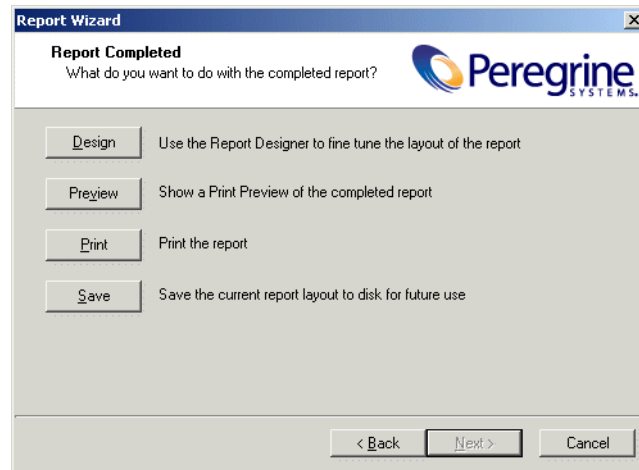 Report Wizard
Report Completed
What do you want to do with the completed report?
Peregrine
SYSTEMS.
Design
Use the Report Designer to fine tune the layout of the report
Preview
Show a Print Preview of the completed report
Print
Print the report
Save
Save the current report layout to disk for future use
< Back
Next >
Cancel